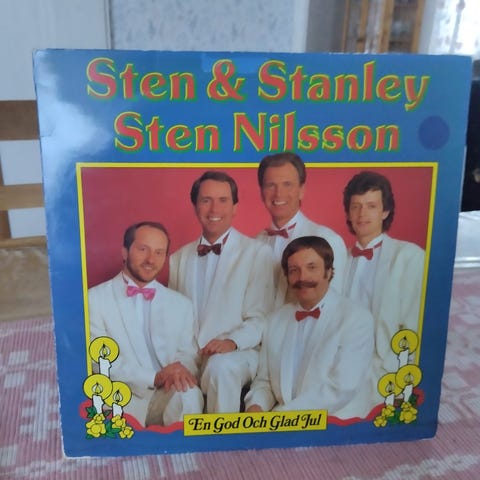 Sten & Stanley
Sten Nilsson
En God Och Glad Jul